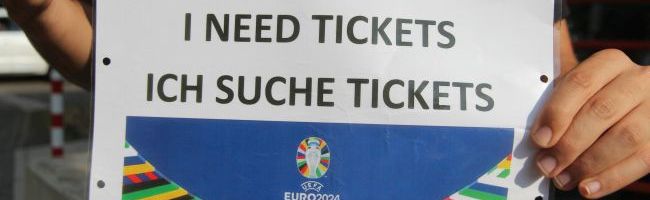 I NEED TICKETS
ICH SUCHE TICKETS
UEFA
EURO2024